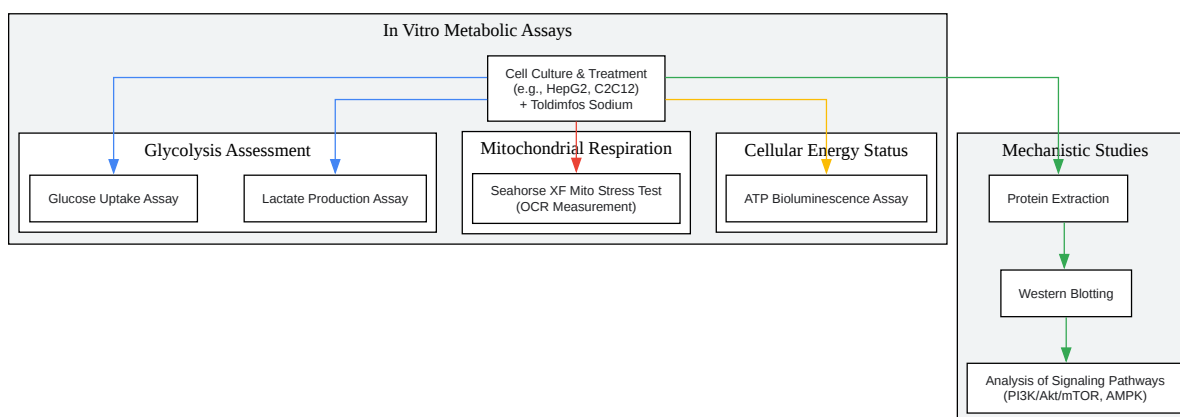 In Vitro Metabolic Assays
Cell Culture & Treatment
(e.g., HepG2, C2C12)
+ Toldimfos Sodium
Glycolysis Assessment
Glucose Uptake Assay
Lactate Production Assay
Mitochondrial Respiration
Seahorse XF Mito Stress Test
(OCR Measurement)
Cellular Energy Status
ATP Bioluminescence Assay
Mechanistic Studies
Protein Extraction
Western Blotting
Analysis of Signaling Pathways
(PI3K/Akt/mTOR, AMPK)